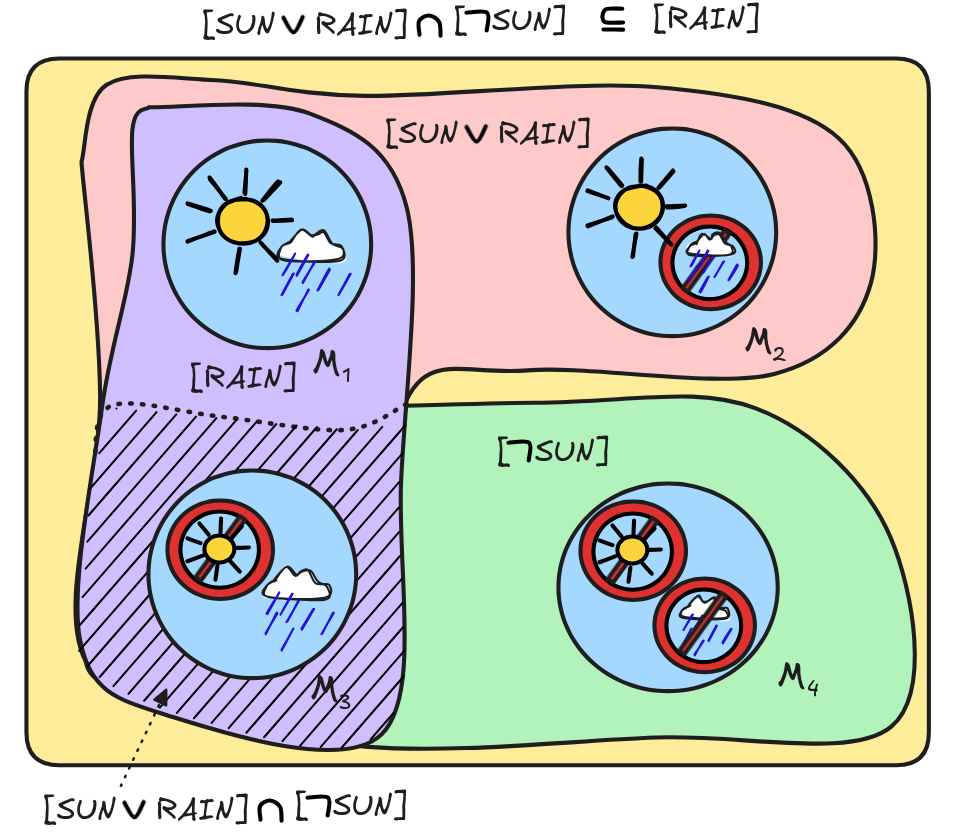 [SUN ∨ RAIN] ∩ [¬SUN] ⊆ [RAIN]
[SUN ∨ RAIN]
M₂
[RAIN] M₁
[¬SUN]
M₃
M₄
[SUN ∨ RAIN] ∩ [¬SUN]